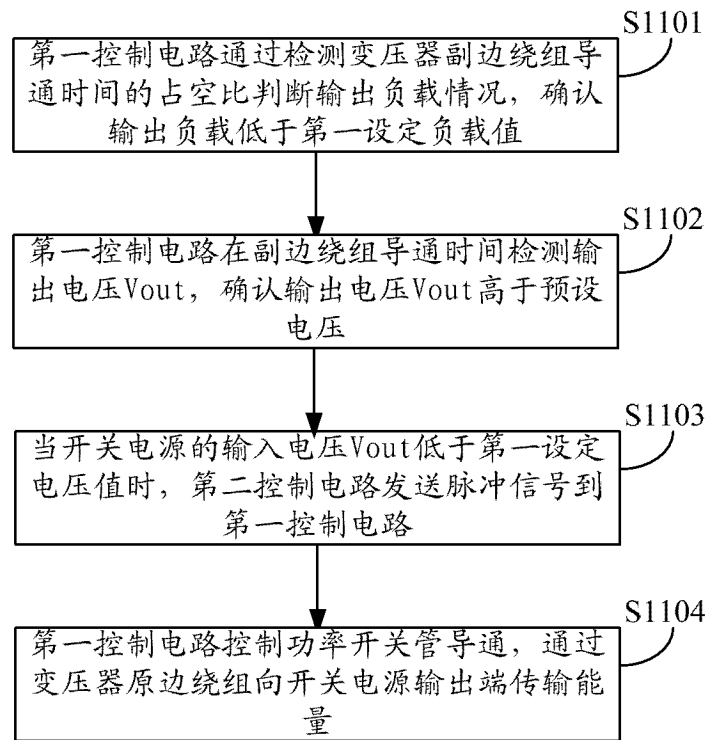 S1101
第一控制电路通过检测变压器副边绕组导
通时间的占空比判断输出负载情况，确认
输出负载低于第一设定负载值
S1102
第一控制电路在副边绕组导通时间检测输
出电压Vout，确认输出电压Vout高于预设
电压
S1103
当开关电源的输入电压Vout低于第一设定
电压值时，第二控制电路发送脉冲信号到
第一控制电路
S1104
第一控制电路控制功率开关管导通，通过
变压器原边绕组向开关电源输出端传输能
量